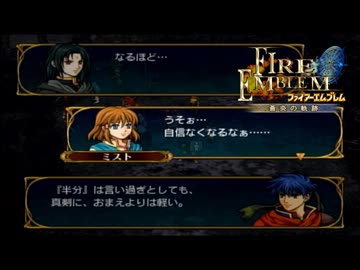 なるほど…
FIRE
EMBLEM
ファイアーエムブレム
蒼炎の軌跡
うそぉ…
自信なくなるなぁ……
ミスト
『半分』は言い過ぎとしても、
真剣に、おまえよりは軽い。